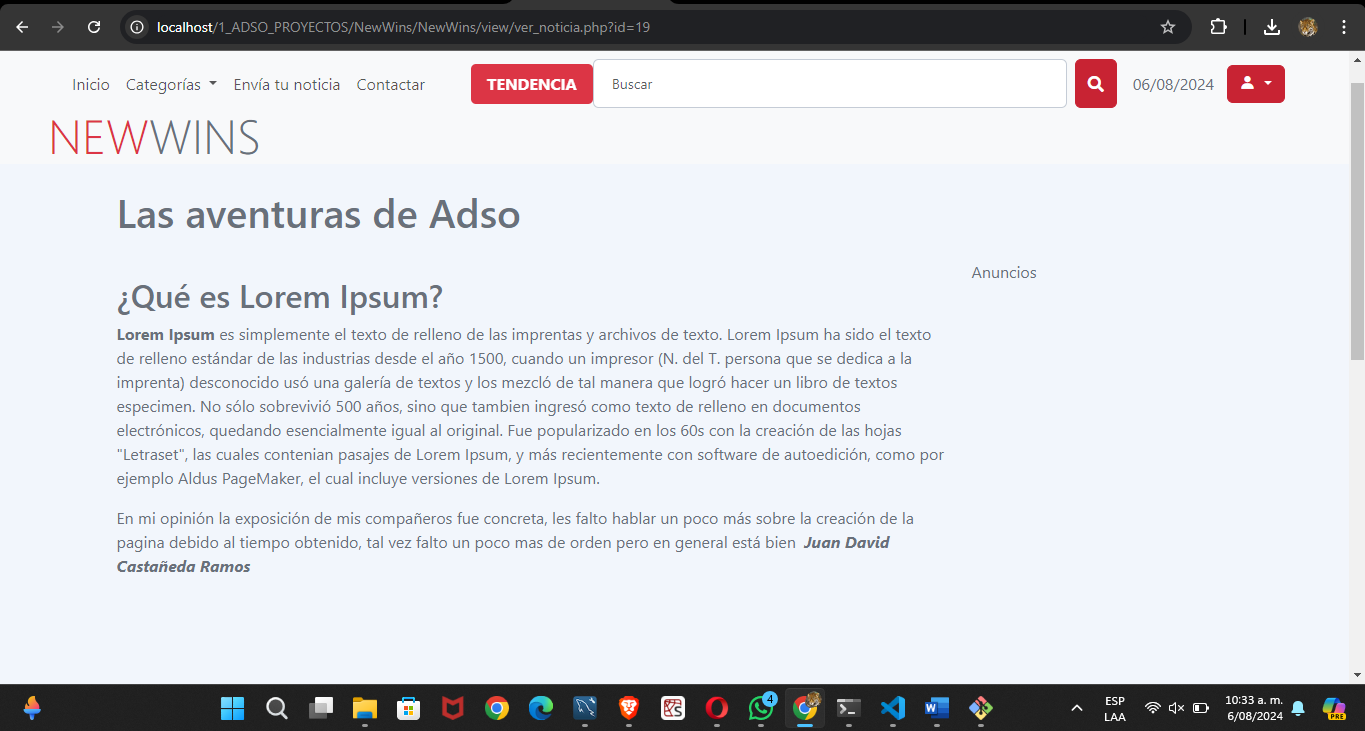 localhost/1_ADSO_PROYECTOS/NewWins/NewWins/view/ver_noticia.php?id=19
Inicio Categorías Envía tu noticia Contactar TENDENCIA Buscar 06/08/2024
NEWWINS
Las aventuras de Adso
Anuncios
¿Qué es Lorem Ipsum?
Lorem Ipsum es simplemente el texto de relleno de las imprentas y archivos de texto. Lorem Ipsum ha sido el texto
de relleno estándar de las industrias desde el año 1500, cuando un impresor (N. del T. persona que se dedica a la
imprenta) desconocido usó una galería de textos y los mezcló de tal manera que logró hacer un libro de textos
especimen. No sólo sobrevivió 500 años, sino que tambien ingresó como texto de relleno en documentos
electrónicos, quedando esencialmente igual al original. Fue popularizado en los 60s con la creación de las hojas
"Letraset", las cuales contenian pasajes de Lorem Ipsum, y más recientemente con software de autoedición, como por
ejemplo Aldus PageMaker, el cual incluye versiones de Lorem Ipsum.
En mi opinión la exposición de mis compañeros fue concreta, les falto hablar un poco más sobre la creación de la
pagina debido al tiempo obtenido, tal vez falto un poco mas de orden pero en general está bien Juan David
Castañeda Ramos
4
ESP
LAA
10:33 a. m.
6/08/2024
PRE